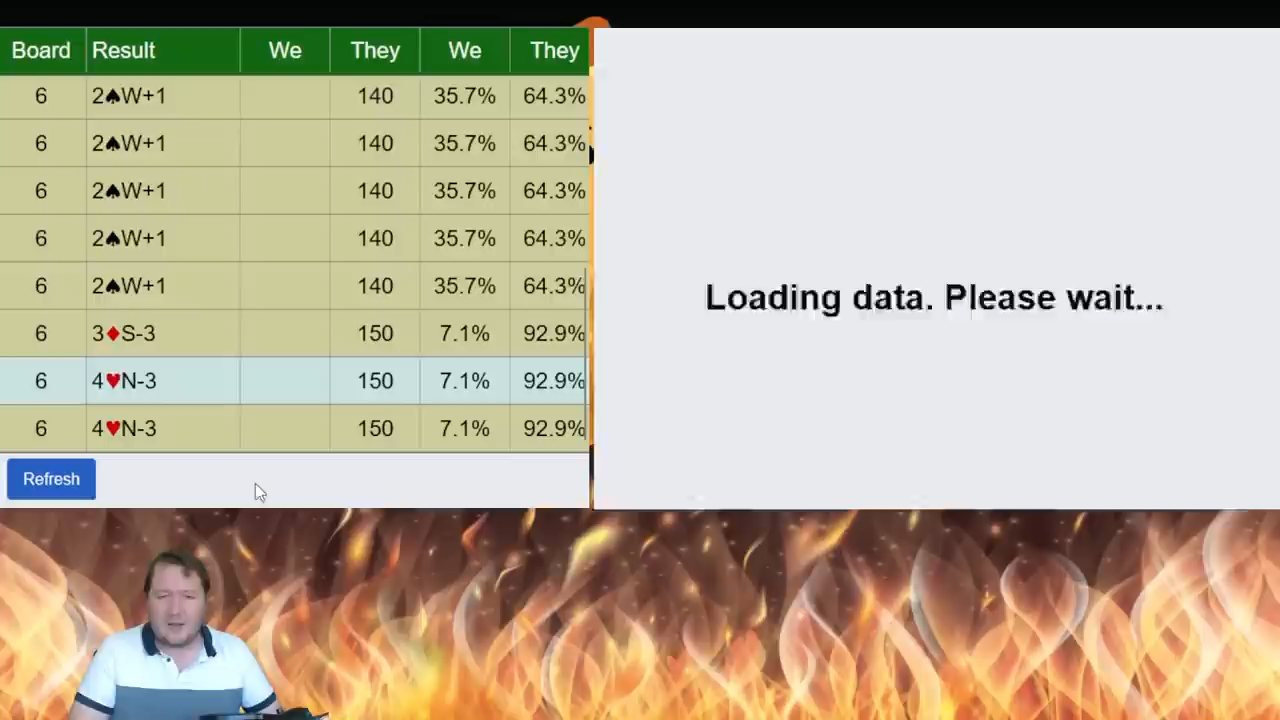 Board Result We They We They
6 2♠W+1 140 35.7% 64.3%
6 2♠W+1 140 35.7% 64.3%
6 2♠W+1 140 35.7% 64.3%
6 2♠W+1 140 35.7% 64.3%
6 2♠W+1 140 35.7% 64.3%
6 3♦S-3 150 7.1% 92.9%
6 4♥N-3 150 7.1% 92.9%
6 4♥N-3 150 7.1% 92.9%
Refresh
Loading data. Please wait...